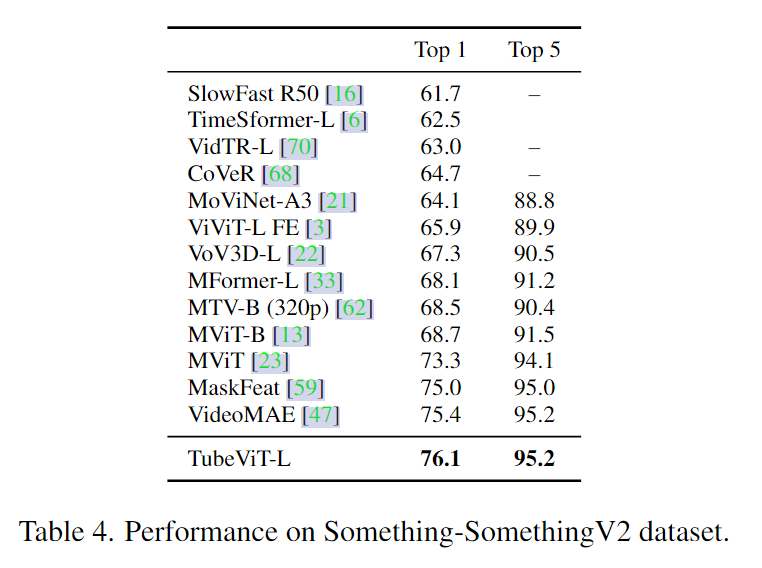 Top 1 Top 5
SlowFast R50 [16] 61.7 –
TimeSformer-L [6] 62.5
VidTR-L [70] 63.0 –
CoVeR [68] 64.7 –
MoViNet-A3 [21] 64.1 88.8
ViViT-L FE [3] 65.9 89.9
VoV3D-L [22] 67.3 90.5
MFormer-L [33] 68.1 91.2
MTV-B (320p) [62] 68.5 90.4
MViT-B [13] 68.7 91.5
MViT [23] 73.3 94.1
MaskFeat [59] 75.0 95.0
VideoMAE [47] 75.4 95.2
TubeViT-L 76.1 95.2
Table 4. Performance on Something-SomethingV2 dataset.